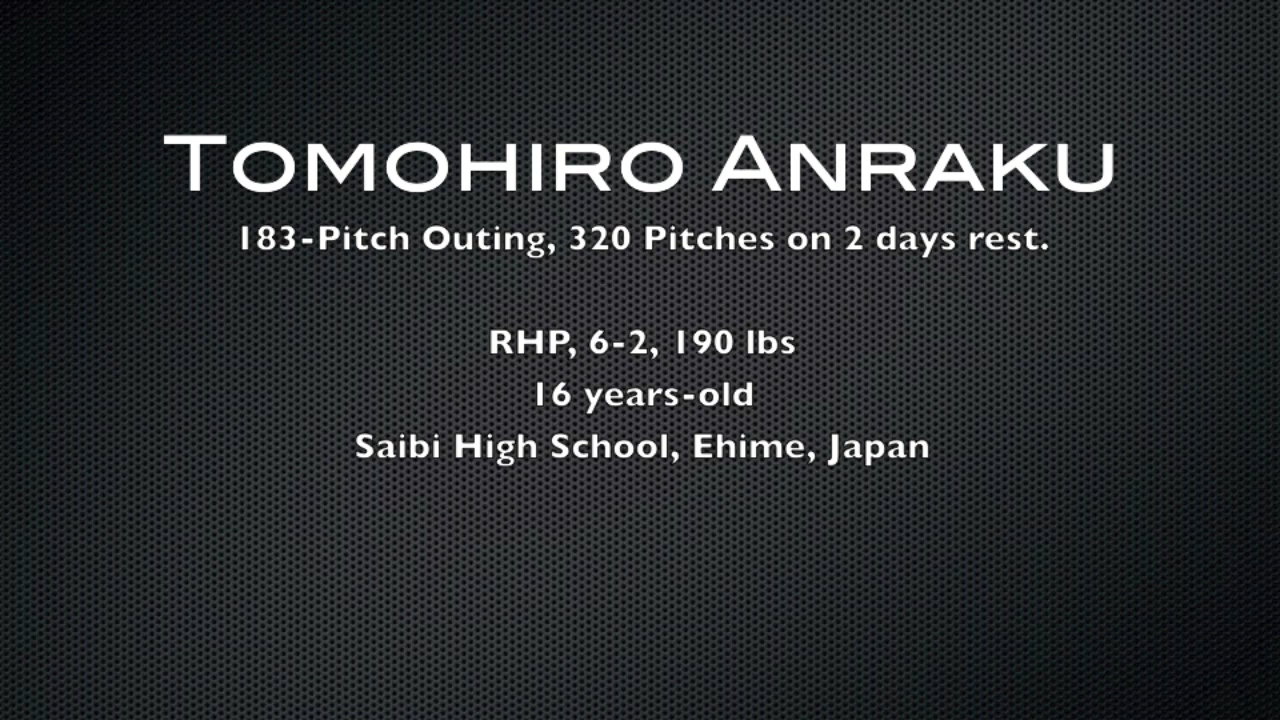 Tomohiro Anraku
183-Pitch Outing, 320 Pitches on 2 days rest.
RHP, 6-2, 190 lbs
16 years-old
Saibi High School, Ehime, Japan